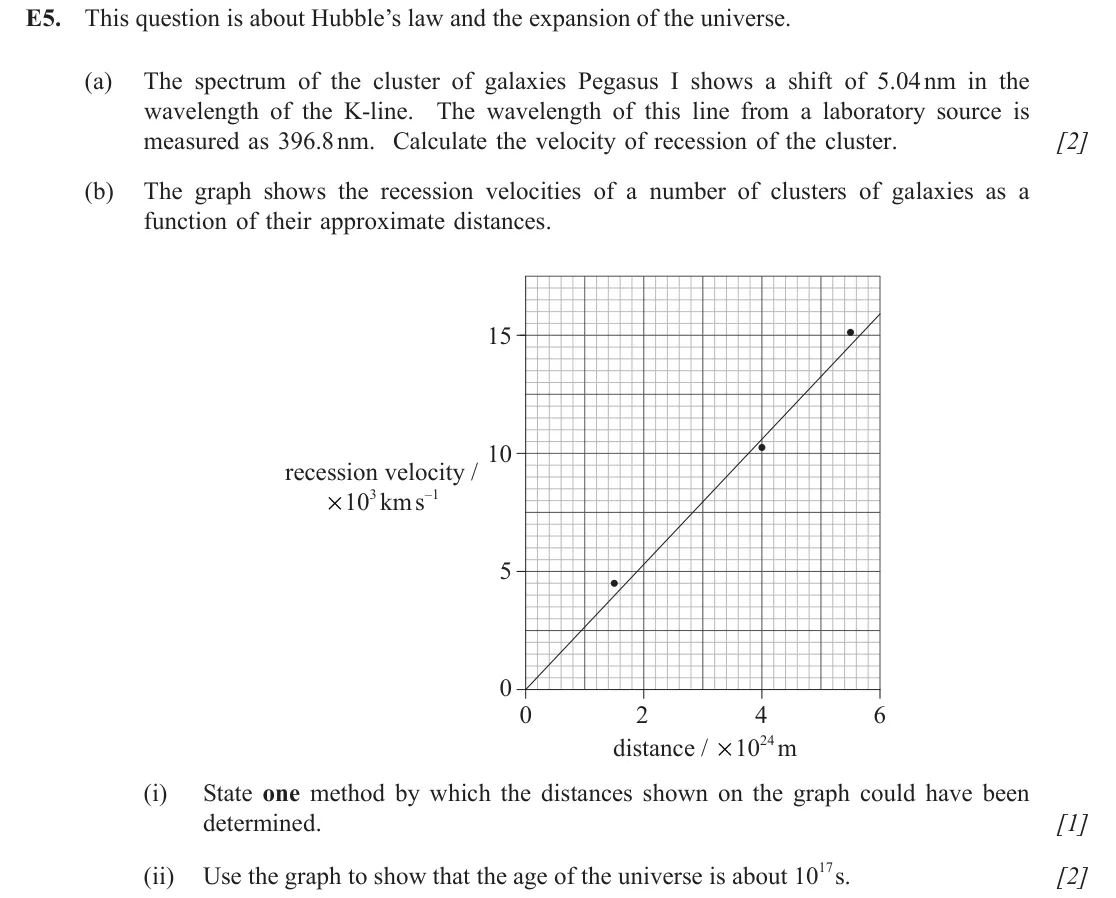 E5. This question is about Hubble’s law and the expansion of the universe.
(a) The spectrum of the cluster of galaxies Pegasus I shows a shift of 5.04 nm in the
wavelength of the K-line. The wavelength of this line from a laboratory source is
measured as 396.8 nm. Calculate the velocity of recession of the cluster. [2]
(b) The graph shows the recession velocities of a number of clusters of galaxies as a
function of their approximate distances.
15
10
recession velocity /
×10³ km s⁻¹
5
0
0 2 4 6
distance / ×10²⁴ m
(i) State one method by which the distances shown on the graph could have been
determined. [1]
(ii) Use the graph to show that the age of the universe is about 10¹⁷ s. [2]